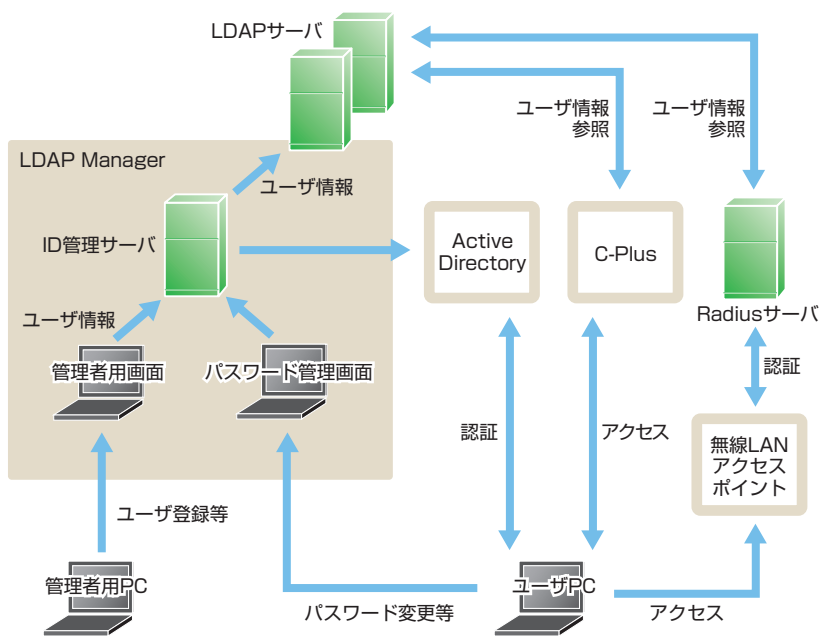 LDAPサーバ
ユーザ情報
参照
ユーザ情報
参照
LDAP Manager
ユーザ情報
ID管理サーバ
Active
Directory
C-Plus
Radiusサーバ
ユーザ情報
管理者用画面
パスワード管理画面
認証
認証
アクセス
無線LAN
アクセス
ポイント
ユーザ登録等
管理者用PC
ユーザPC
パスワード変更等
アクセス